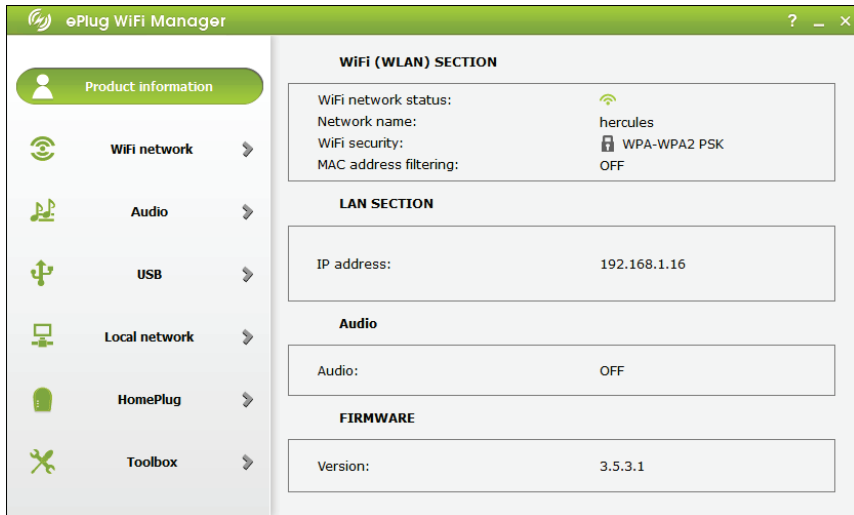 ePlug WiFi Manager
? _ ×
Product information
WiFi network
Audio
USB
Local network
HomePlug
Toolbox
WiFi (WLAN) SECTION
WiFi network status:
Network name: hercules
WiFi security: WPA-WPA2 PSK
MAC address filtering: OFF
LAN SECTION
IP address: 192.168.1.16
Audio
Audio: OFF
FIRMWARE
Version: 3.5.3.1